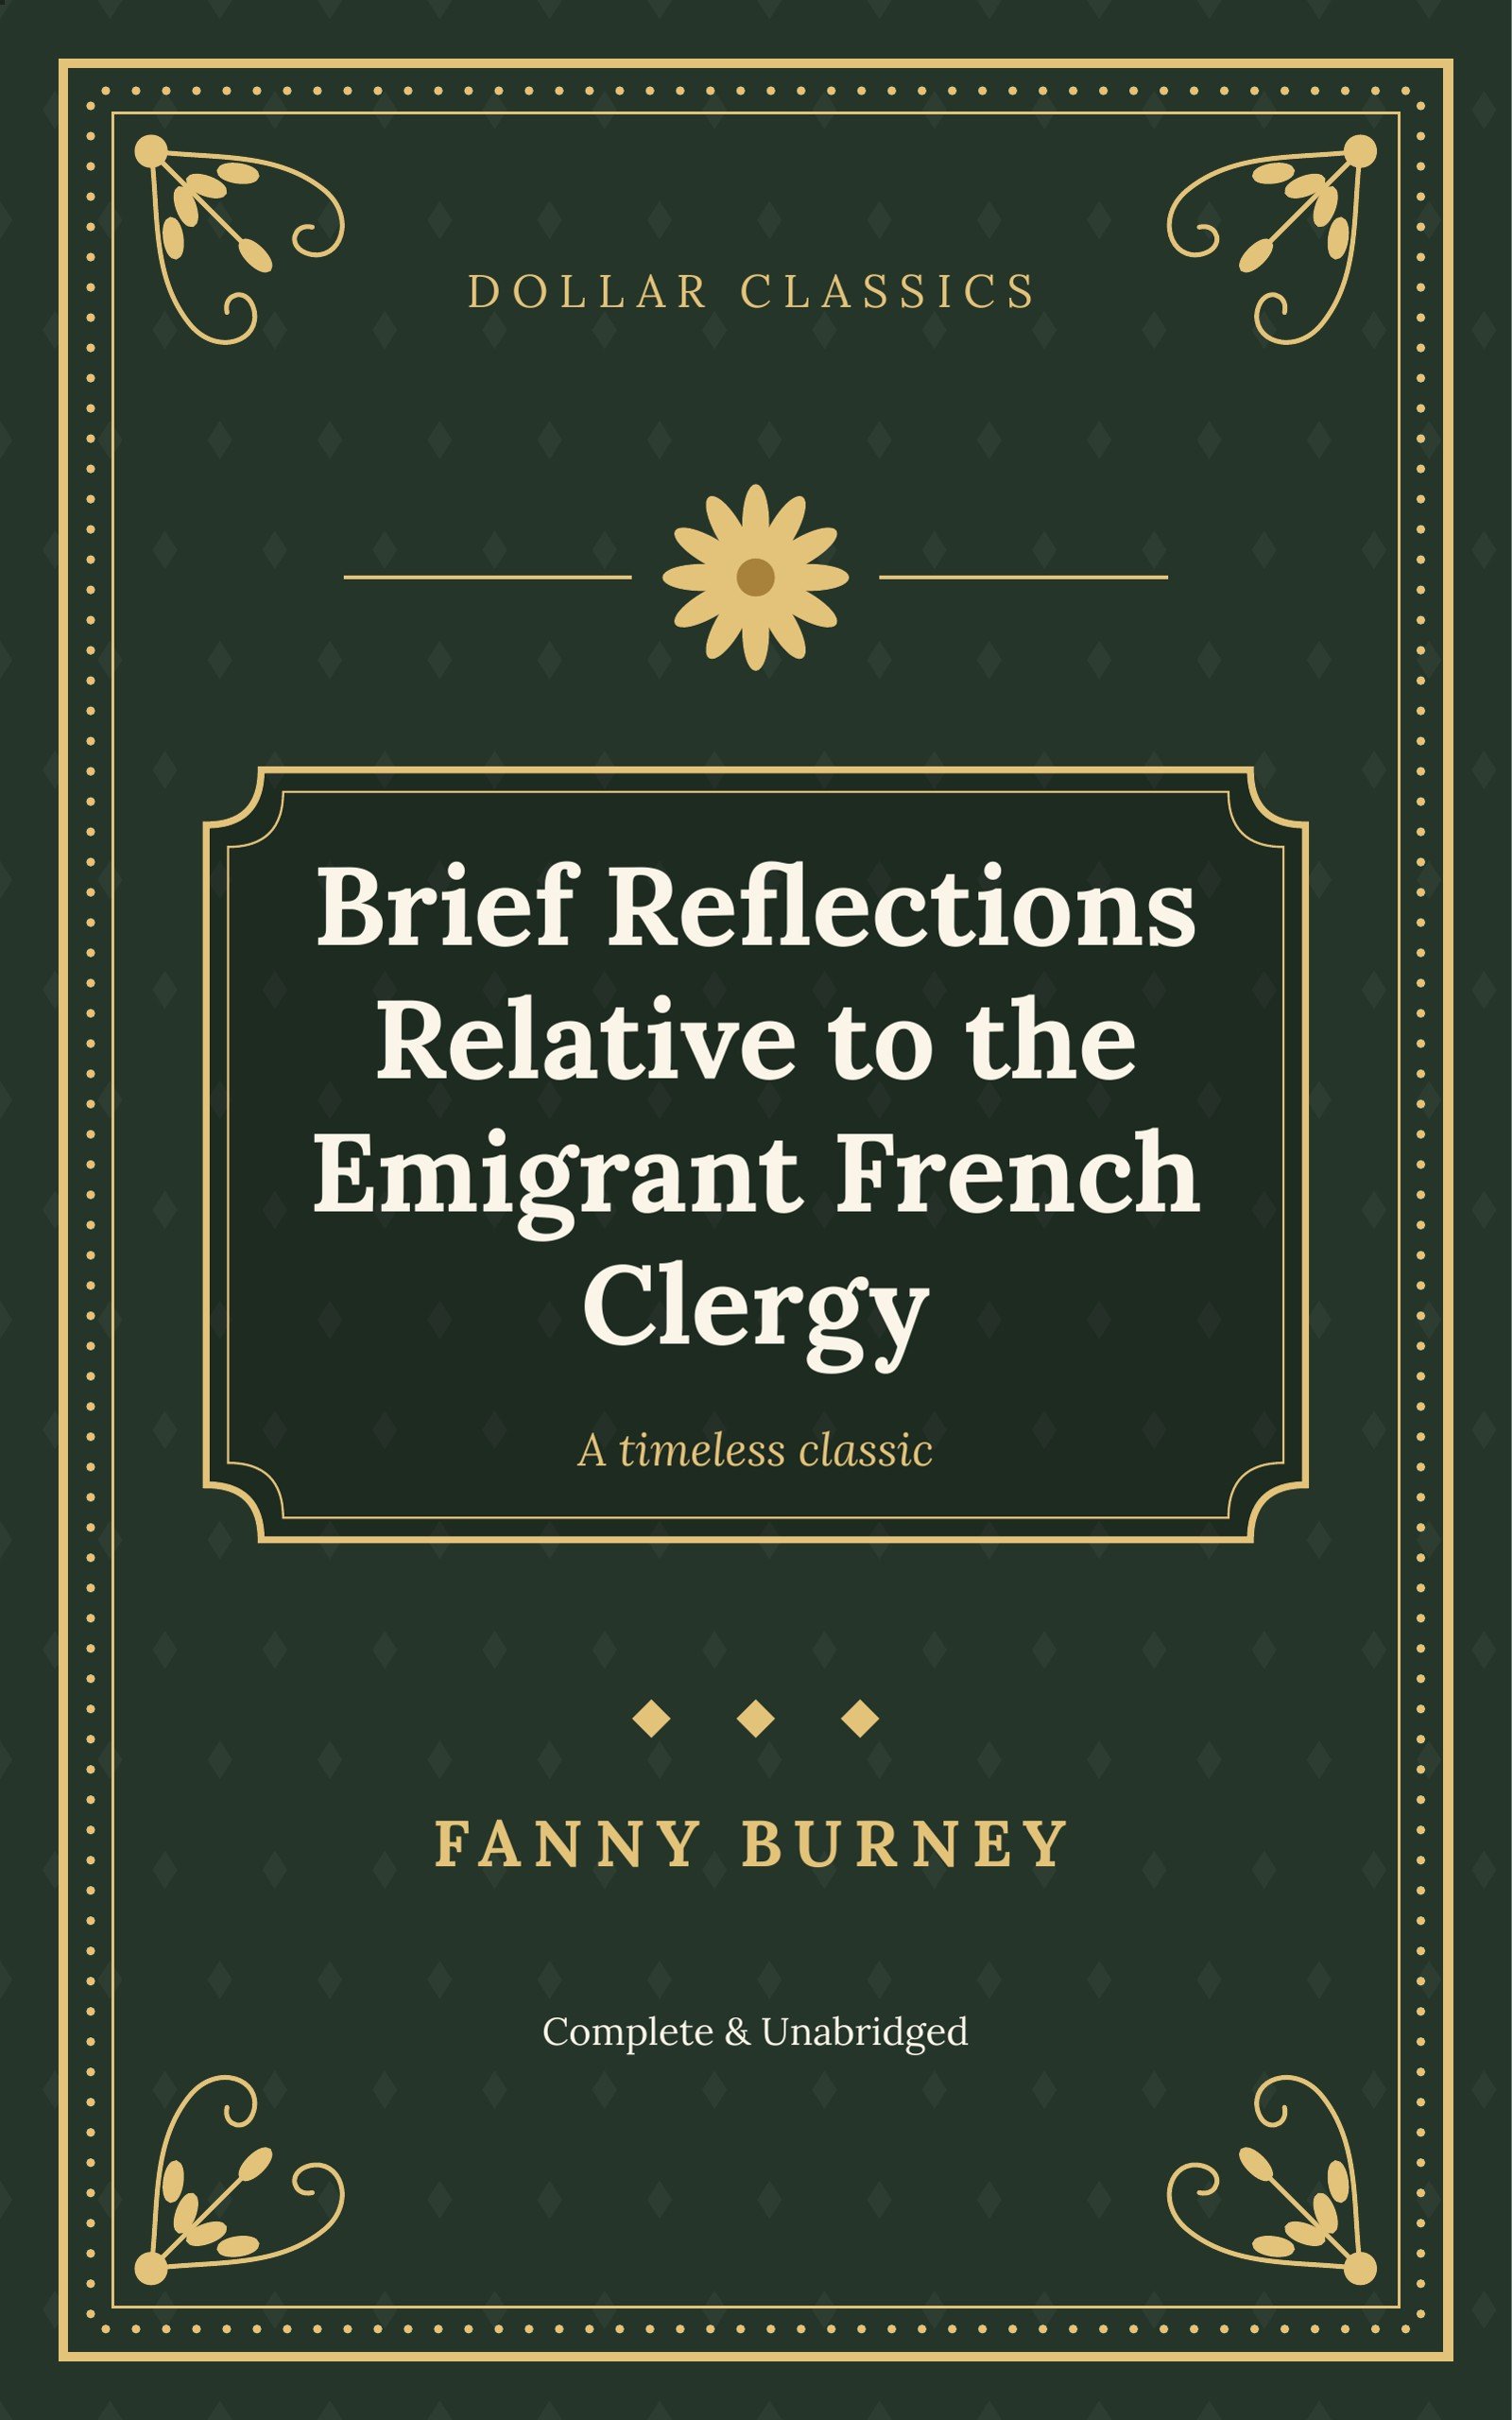 DOLLAR CLASSICS
Brief Reflections
Relative to the
Emigrant French
Clergy
A timeless classic
FANNY BURNEY
Complete & Unabridged